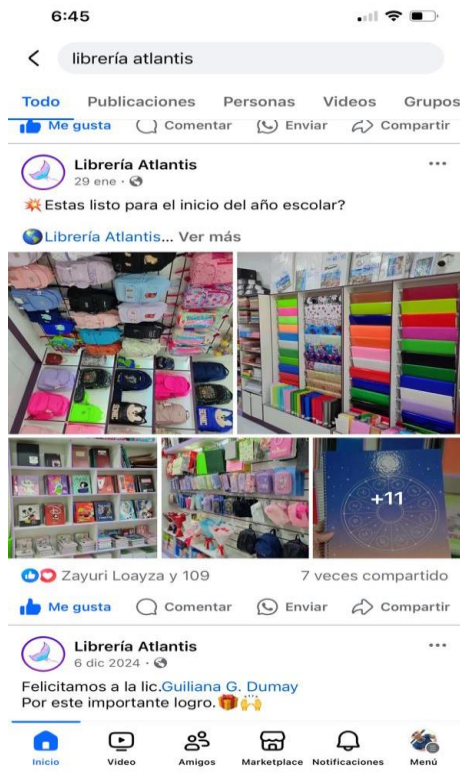 6:45
librería atlantis
Todo Publicaciones Personas Videos Grupos
Me gusta Comentar Enviar Compartir
Librería Atlantis
29 ene ·
Estas listo para el inicio del año escolar?
Librería Atlantis... Ver más
+11
Zayuri Loayza y 109 7 veces compartido
Me gusta Comentar Enviar Compartir
Librería Atlantis
6 dic 2024 ·
Felicitamos a la lic.Guiliana G. Dumay
Por este importante logro.
Inicio Video Amigos Marketplace Notificaciones Menú